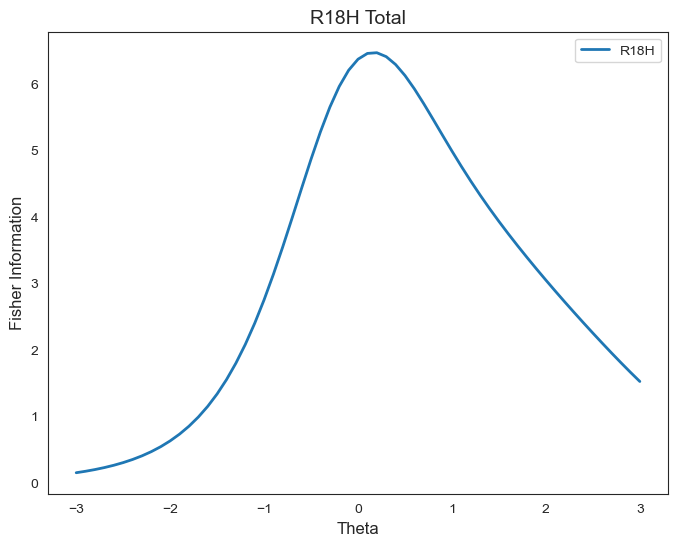 R18H Total
R18H
Fisher Information
6
5
4
3
2
1
0
−3 −2 −1 0 1 2 3
Theta